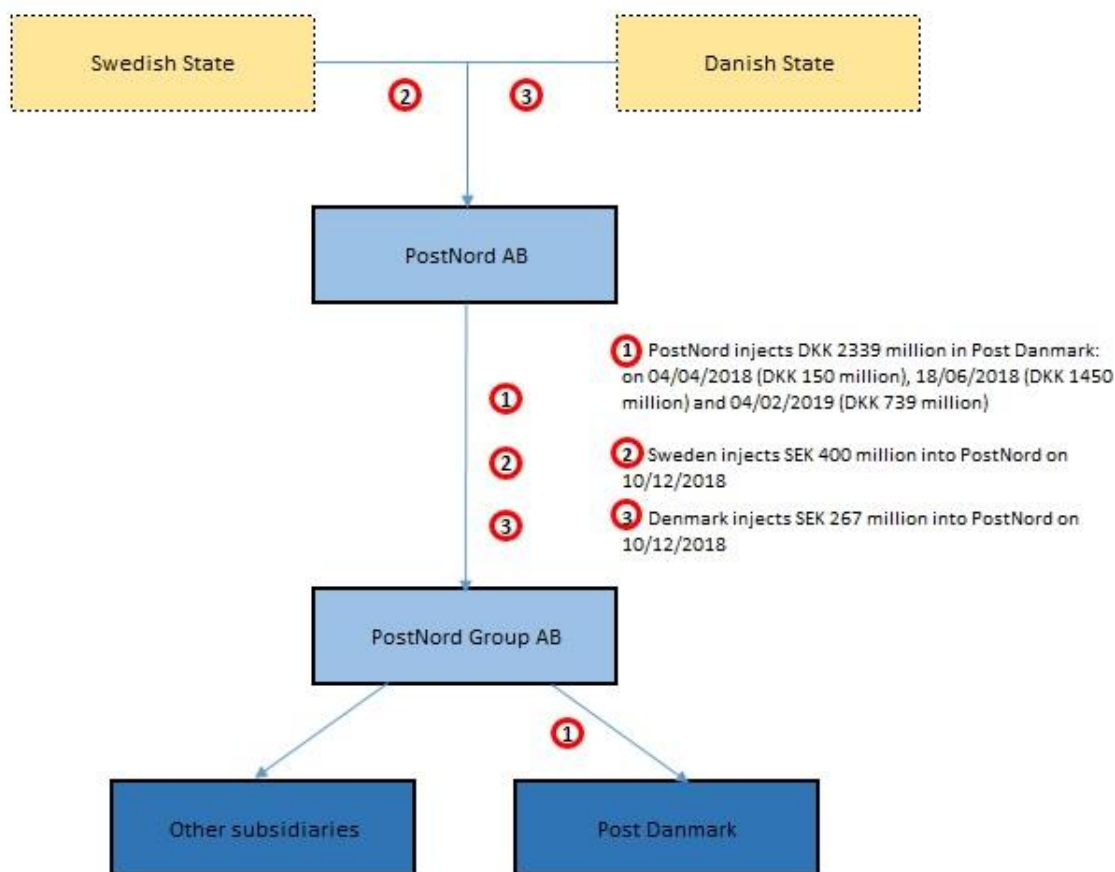 Swedish State
Danish State
2
3
PostNord AB
1 PostNord injects DKK 2339 million in Post Danmark:
on 04/04/2018 (DKK 150 million), 18/06/2018 (DKK 1450
million) and 04/02/2019 (DKK 739 million)
1
2 Sweden injects SEK 400 million into PostNord on
10/12/2018
2
3 Denmark injects SEK 267 million into PostNord on
10/12/2018
3
PostNord Group AB
1
Other subsidiaries
Post Danmark